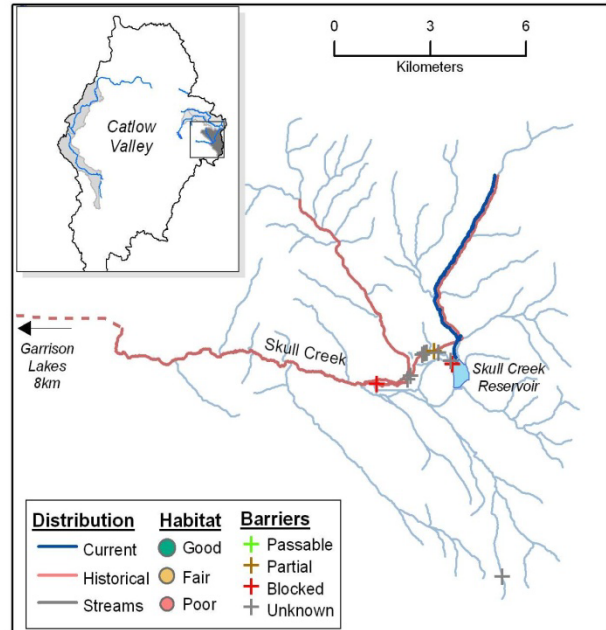 0 3 6
Kilometers
Catlow
Valley
Skull Creek
Garrison
Lakes
8km
Skull Creek
Reservoir
Distribution
Current
Historical
Streams
Habitat
Good
Fair
Poor
Barriers
Passable
Partial
Blocked
Unknown